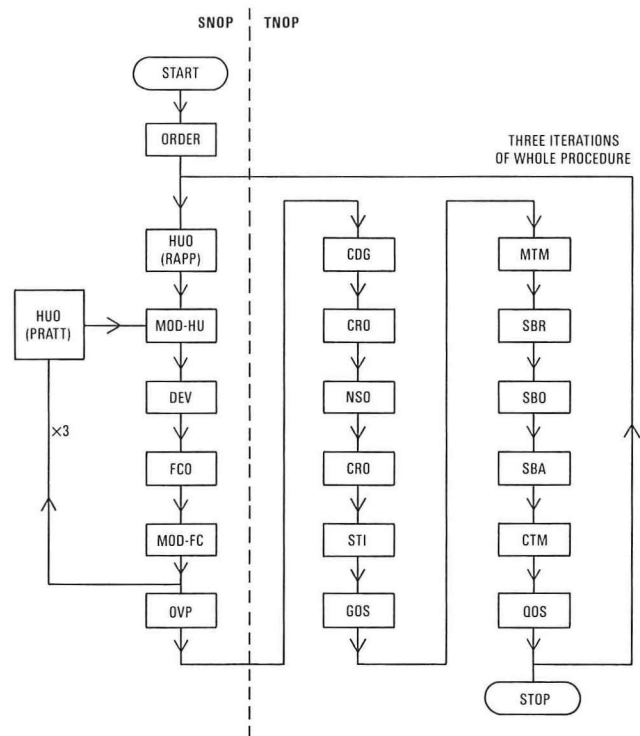 SNOP
TNOP
START
ORDER
THREE ITERATIONS
OF WHOLE PROCEDURE
HUO
(RAPP)
HUO
(PRATT)
MOD-HU
DEV
×3
FCO
MOD-FC
OVP
CDG
CRO
NSO
CRO
STI
GOS
MTM
SBR
SBO
SBA
CTM
QOS
STOP